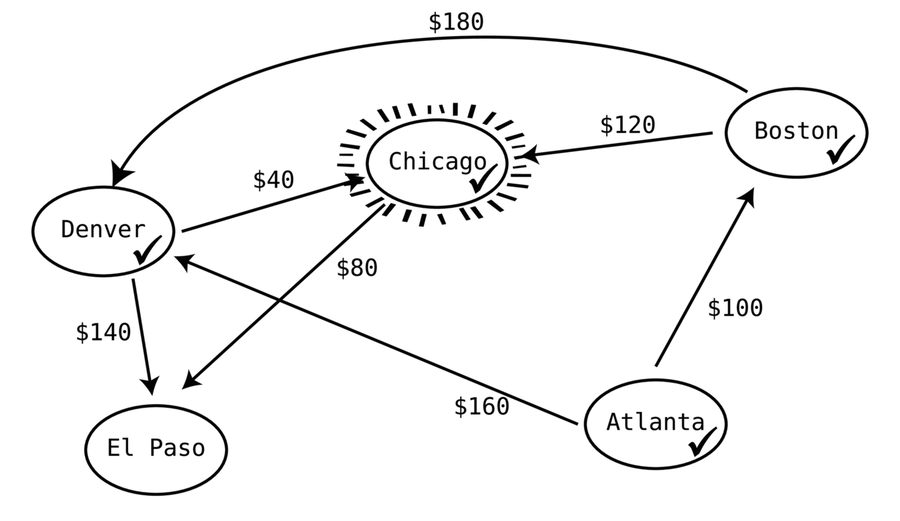 $180
Boston
$120
Chicago
$40
Denver
$80
$100
$140
$160
Atlanta
El Paso